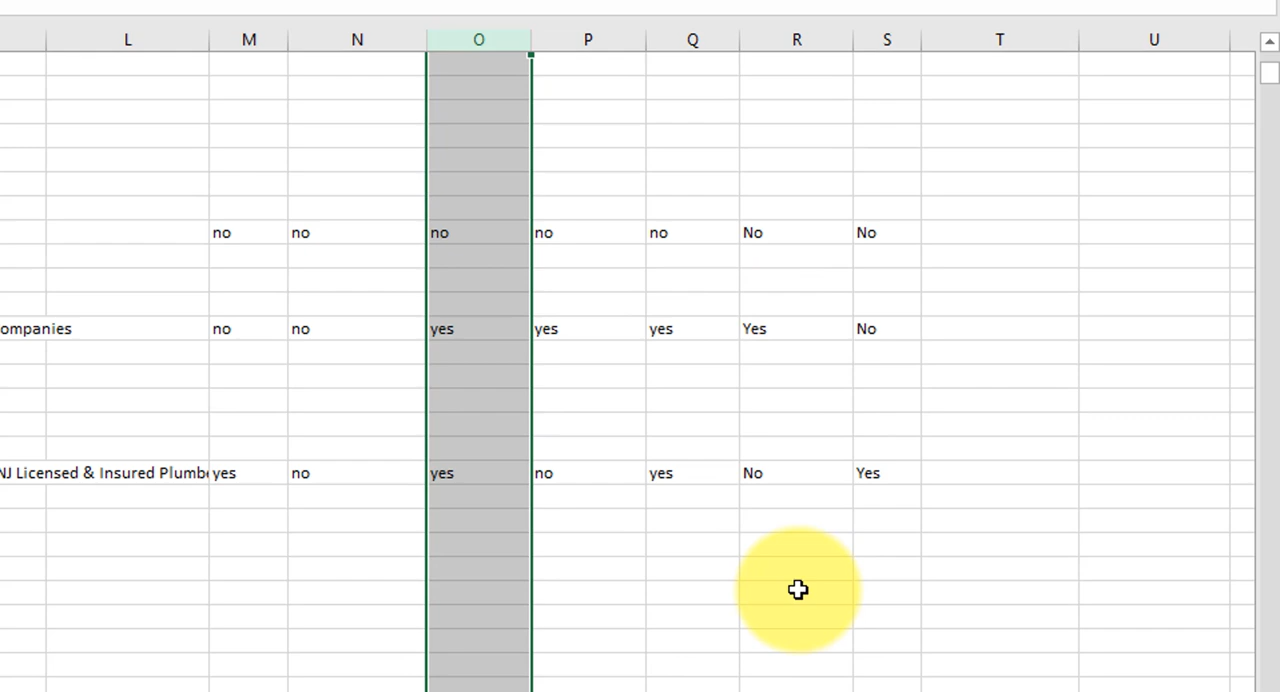 L M N O P Q R S T U
no no no no no No No
ompanies no no yes yes yes Yes No
NJ Licensed & Insured Plumbe yes no yes no yes No Yes